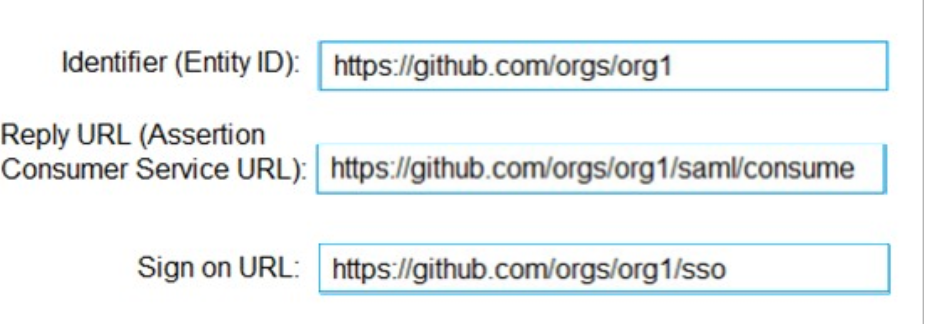 Identifier (Entity ID): https://github.com/orgs/org1
Reply URL (Assertion
Consumer Service URL): https://github.com/orgs/org1/saml/consume
Sign on URL: https://github.com/orgs/org1/sso